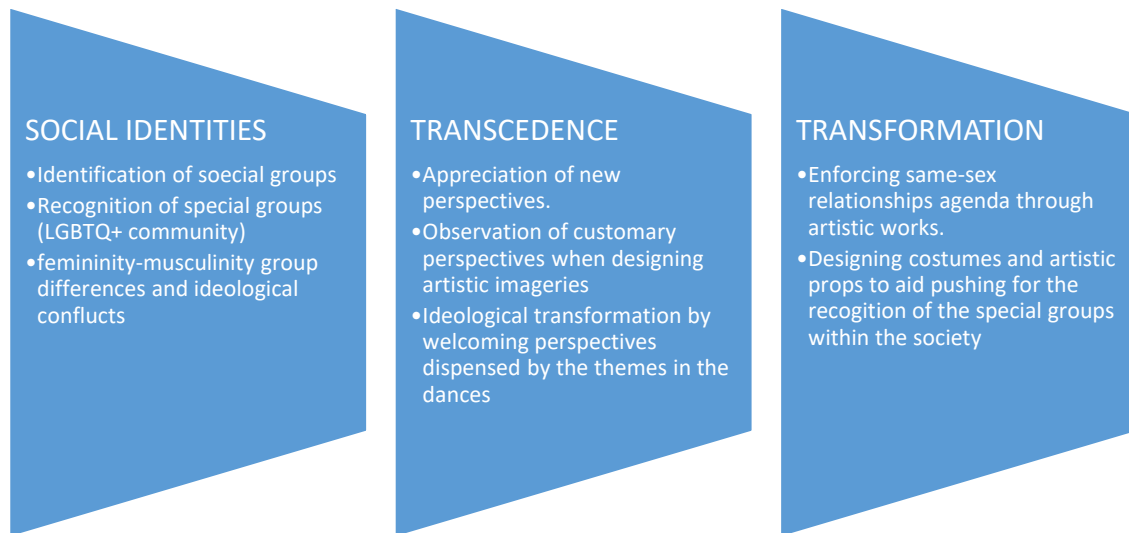 SOCIAL IDENTITIES
•Identification of soecial groups
•Recognition of special groups
(LGBTQ+ community)
•femininity-musculinity group
differences and ideological
conflucts
TRANSCEDENCE
•Appreciation of new
perspectives.
•Observation of customary
perspectives when designing
artistic imageries
•Ideological transformation by
welcoming perspectives
dispensed by the themes in the
dances
TRANSFORMATION
•Enforcing same-sex
relationships agenda through
artistic works.
•Designing costumes and artistic
props to aid pushing for the
recogition of the special groups
within the society